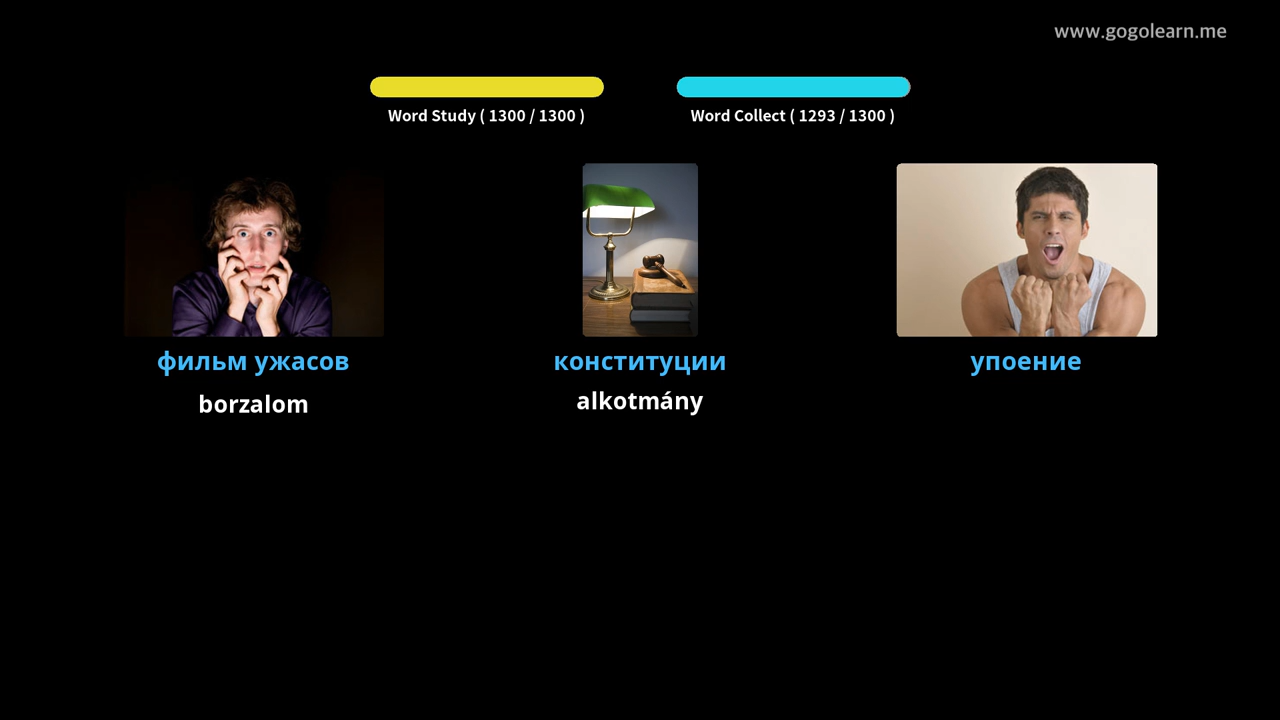 www.gogolearn.me
Word Study ( 1300 / 1300 )
Word Collect ( 1293 / 1300 )
фильм ужасов
конституции
упоение
borzalom
alkotmány